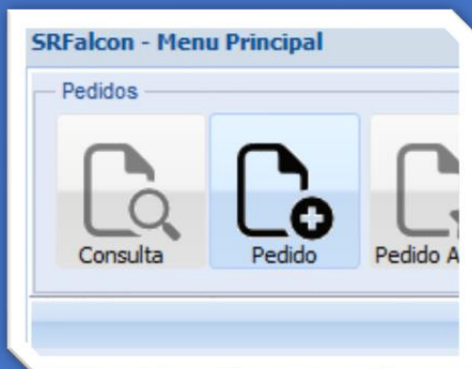 SRFalcon - Menu Principal
Pedidos
Consulta
Pedido
Pedido A